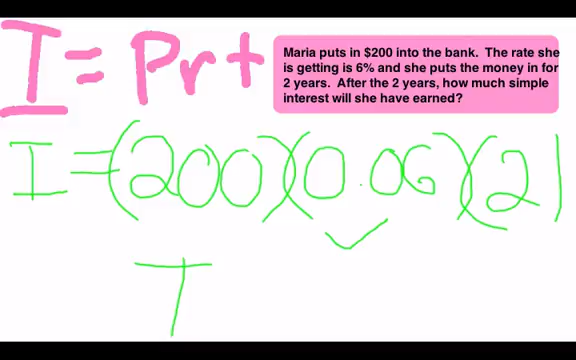 I = Prt
Maria puts in $200 into the bank. The rate she
is getting is 6% and she puts the money in for
2 years. After the 2 years, how much simple
interest will she have earned?
I = (200)(0.06)(2)
I